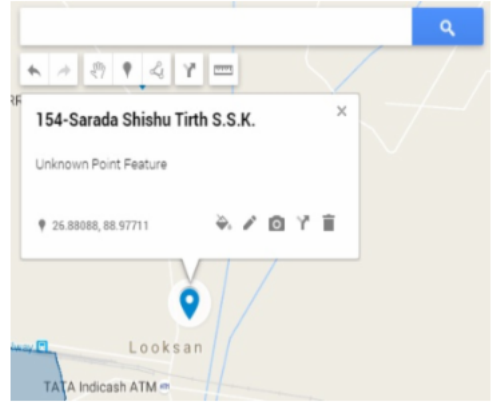 154-Sarada Shishu Tirth S.S.K.
Unknown Point Feature
26.88088, 88.97711
Looksan
TATA Indicash ATM